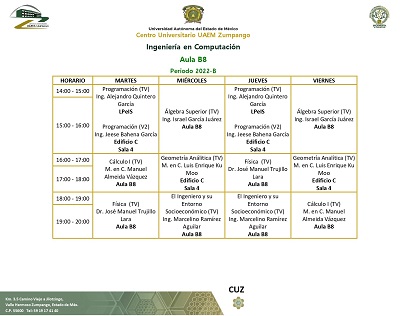 Universidad Autónoma del Estado de México
Centro Universitario UAEM Zumpango
Ingeniería en Computación
Aula B8
Período 2022-B
HORARIO MARTES MIÉRCOLES JUEVES VIERNES
14:00 - 15:00
15:00 - 16:00
Programación (TV)
Ing. Alejandro Quintero
García
LPeIS
Programación (V2)
Ing. Jeese Bahena García
Edificio C
Sala 4
Álgebra Superior (TV)
Ing. Israel García Juárez
Aula B8
Programación (TV)
Ing. Alejandro Quintero
García
LPeIS
Programación (V2)
Ing. Jeese Bahena García
Edificio C
Sala 4
Álgebra Superior (TV)
Ing. Israel García Juárez
Aula B8
16:00 - 17:00
17:00 - 18:00
Cálculo I (TV)
M. en C. Manuel
Almeida Vázquez
Aula B8
Geometría Analítica (TV)
M. en C. Luis Enrique Ku
Moo
Edificio C
Sala 4
Física (TV)
Dr. José Manuel Trujillo
Lara
Aula B8
Geometría Analítica (TV)
M. en C. Luis Enrique Ku
Moo
Edificio C
Sala 4
18:00 - 19:00
19:00 - 20:00
Física (TV)
Dr. José Manuel Trujillo
Lara
Aula B8
El Ingeniero y su
Entorno
Socioeconómico (TV)
Ing. Marcelino Ramírez
Aguilar
Aula B8
El Ingeniero y su
Entorno
Socioeconómico (TV)
Ing. Marcelino Ramírez
Aguilar
Aula B8
Cálculo I (TV)
M. en C. Manuel
Almeida Vázquez
Aula B8
CUZ
Km. 3.5 Camino Viejo a Jilotzingo,
Valle Hermoso Zumpango, Estado de Méx.
C.P. 55600 Tel: 59 19 17 41 40